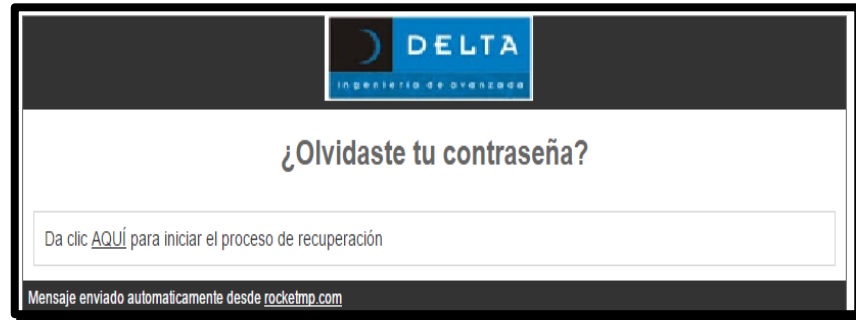 DELTA
ingeniería de avanzada
¿Olvidaste tu contraseña?
Da clic AQUÍ para iniciar el proceso de recuperación
Mensaje enviado automaticamente desde rocketmp.com